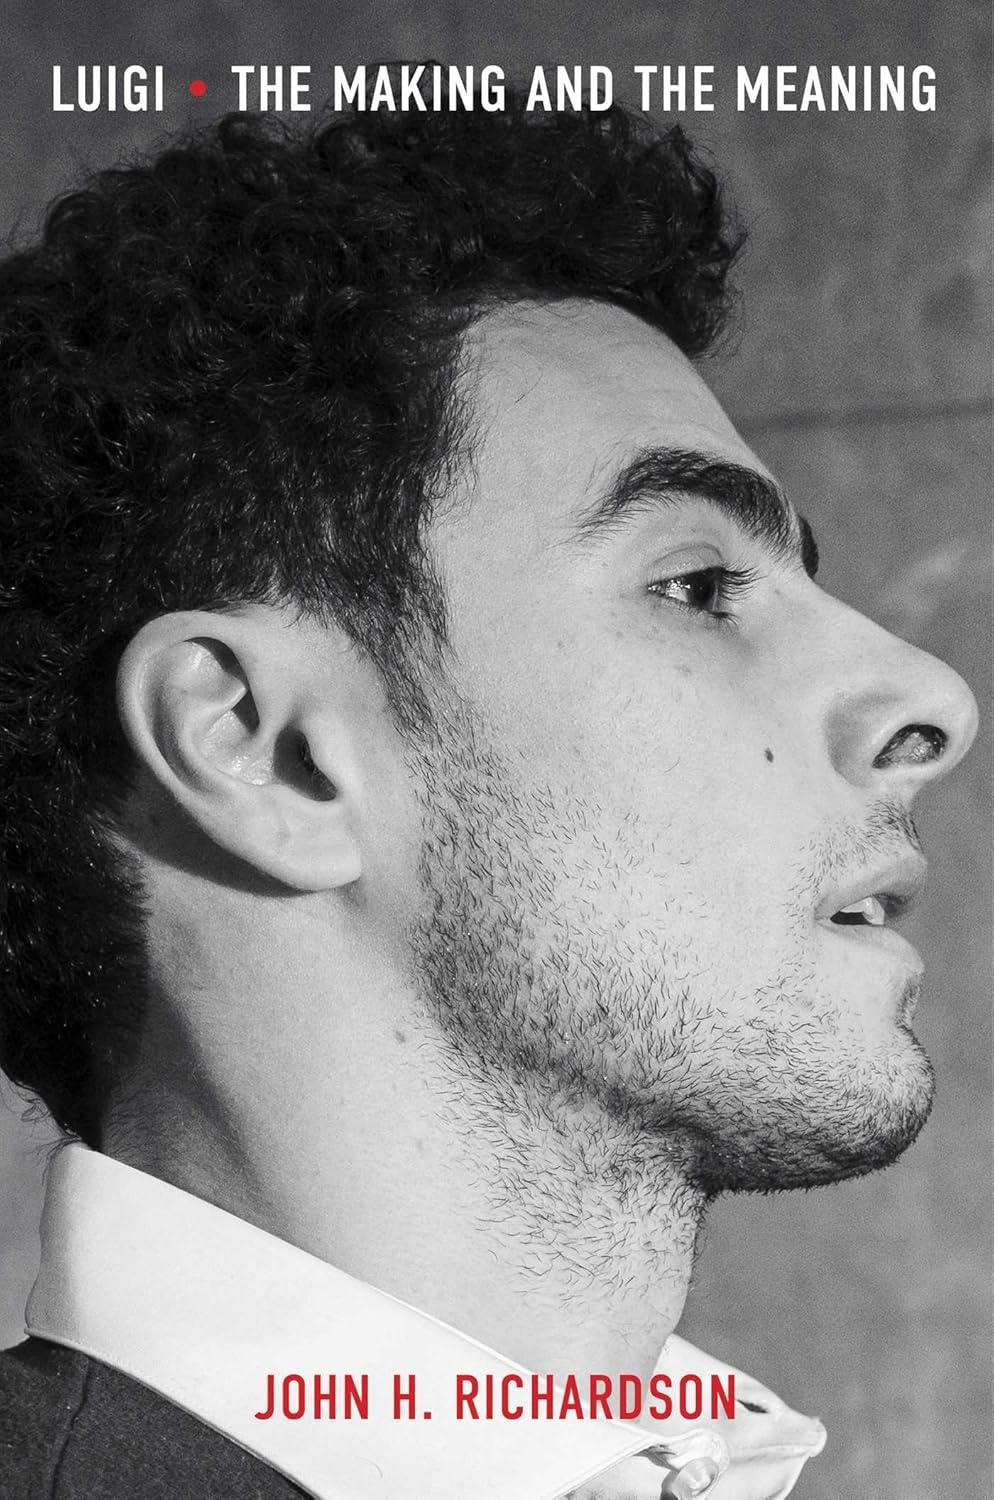 LUIGI • THE MAKING AND THE MEANING
JOHN H. RICHARDSON